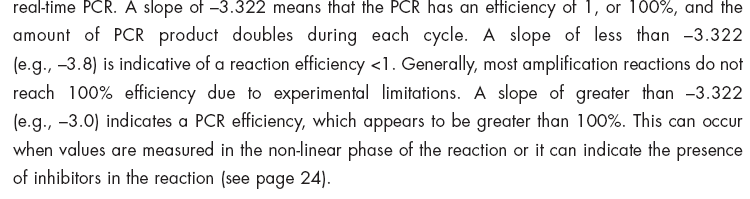 real-time PCR. A slope of –3.322 means that the PCR has an efficiency of 1, or 100%, and the
amount of PCR product doubles during each cycle. A slope of less than –3.322
(e.g., –3.8) is indicative of a reaction efficiency <1. Generally, most amplification reactions do not
reach 100% efficiency due to experimental limitations. A slope of greater than –3.322
(e.g., –3.0) indicates a PCR efficiency, which appears to be greater than 100%. This can occur
when values are measured in the non-linear phase of the reaction or it can indicate the presence
of inhibitors in the reaction (see page 24).